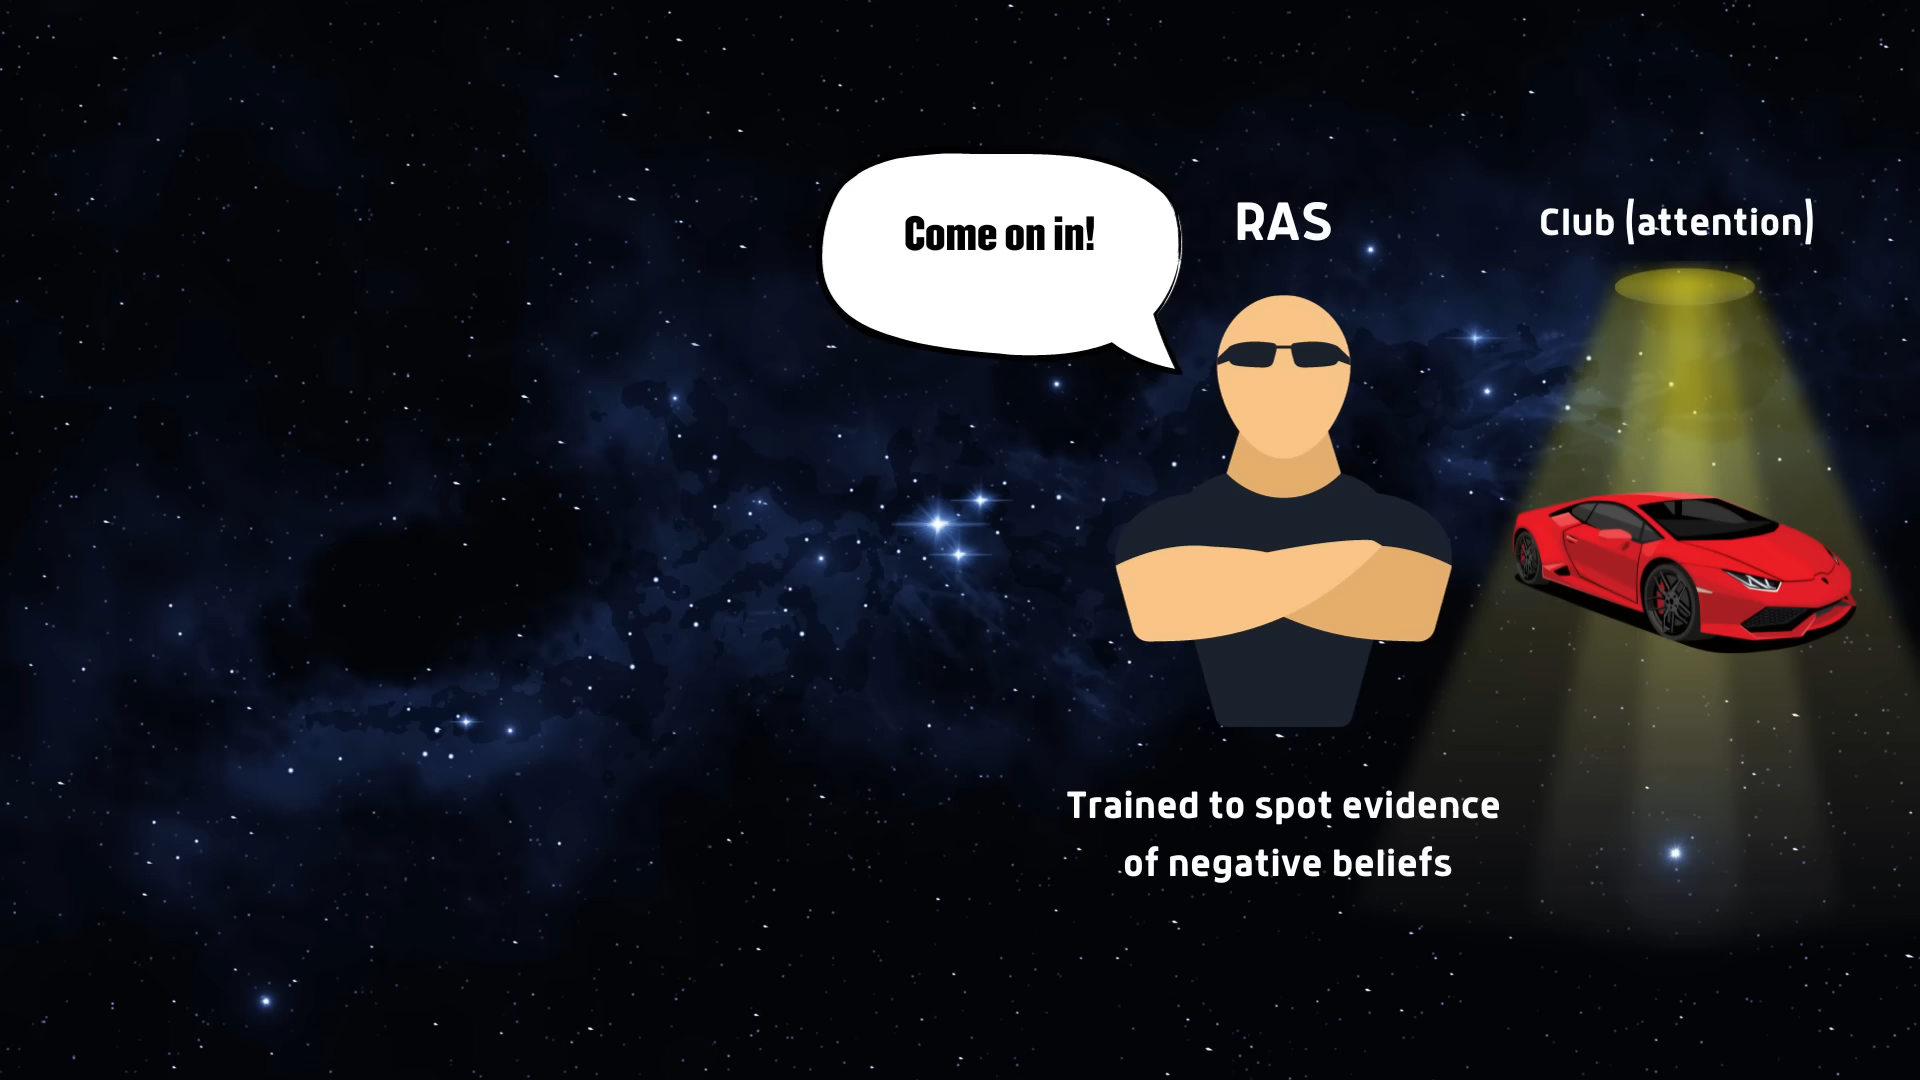 Come on in!
RAS
Club (attention)
Trained to spot evidence
of negative beliefs